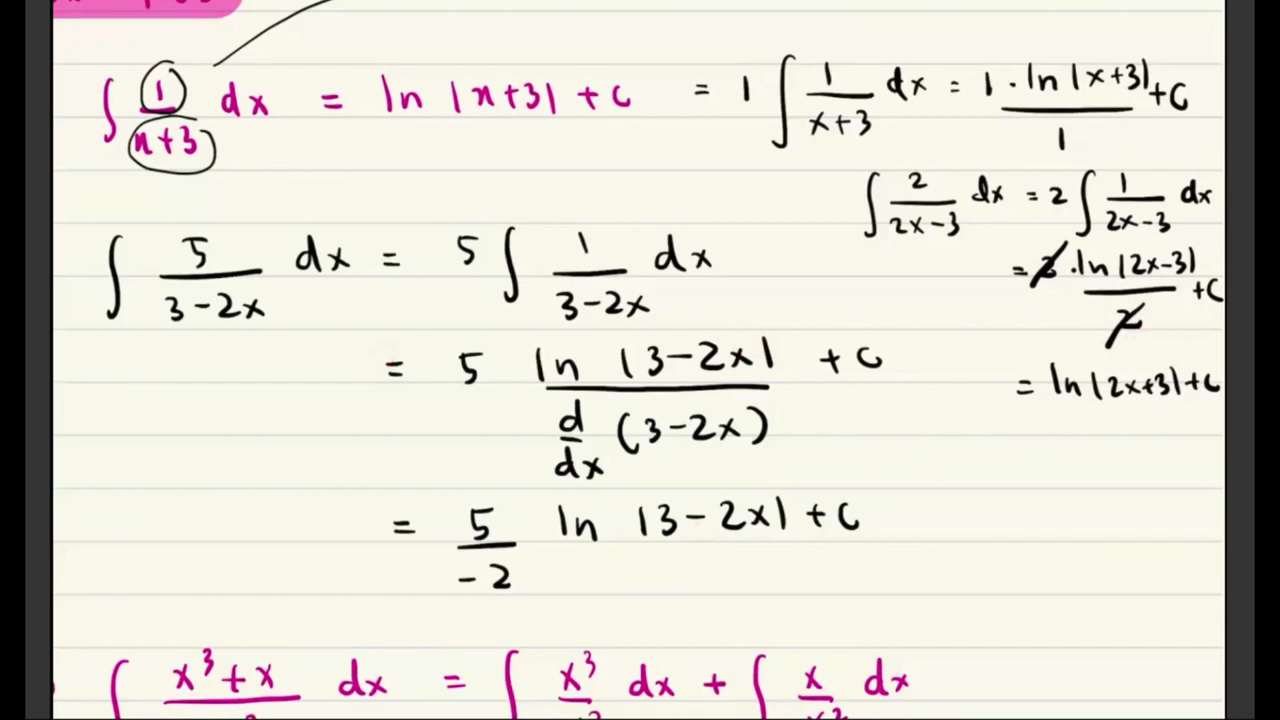 ∫ 1/(x+3) dx = ln |x+3| + c = 1 ∫ 1/(x+3) dx = 1 · ln |x+3| / 1 + c
∫ 2/(2x-3) dx = 2 ∫ 1/(2x-3) dx
= 2 · ln |2x-3| / 2 + c
= ln |2x+3| + c
∫ 5/(3-2x) dx = 5 ∫ 1/(3-2x) dx
= 5 ln |3-2x| / (d/dx (3-2x)) + c
= 5/-2 ln |3-2x| + c
∫ x³+x dx = ∫ x³ dx + ∫ x dx